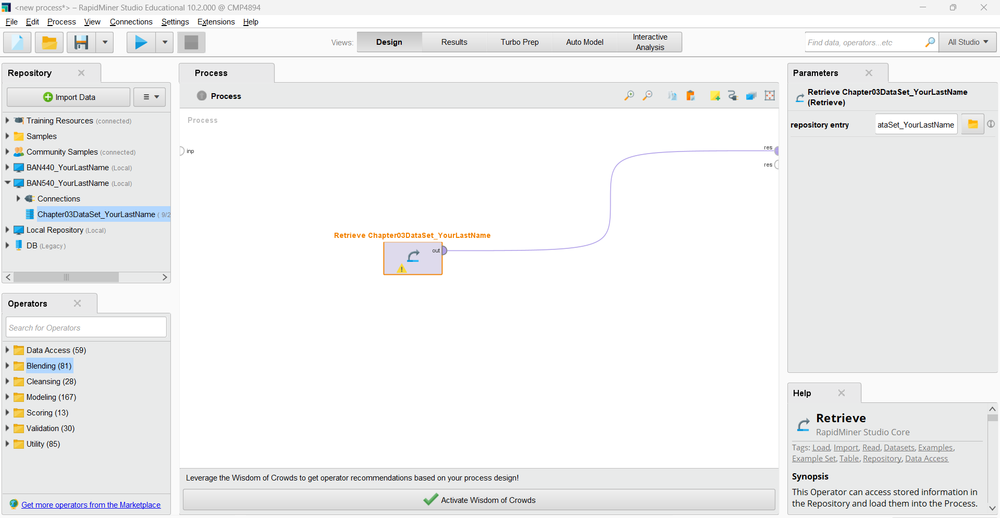 <new process*> – RapidMiner Studio Educational 10.2.000 @ CMP4894
File Edit Process View Connections Settings Extensions Help
Views: Design Results Turbo Prep Auto Model Interactive Analysis
Find data, operators...etc
All Studio
Repository
Import Data
Training Resources (connected)
Samples
Community Samples (connected)
BAN440_YourLastName (Local)
BAN540_YourLastName (Local)
Connections
Chapter03DataSet_YourLastName ( 9/2
Local Repository (Local)
DB (Legacy)
Operators
Search for Operators
Data Access (59)
Blending (81)
Cleansing (28)
Modeling (167)
Scoring (13)
Validation (30)
Utility (85)
Get more operators from the Marketplace
Process
Process
Process
inp
res
res
Retrieve Chapter03DataSet_YourLastName
out
Leverage the Wisdom of Crowds to get operator recommendations based on your process design!
Activate Wisdom of Crowds
Parameters
Retrieve Chapter03DataSet_YourLastName
(Retrieve)
repository entry
ataSet_YourLastName
Help
Retrieve
RapidMiner Studio Core
Tags: Load, Import, Read, Datasets, Examples,
Example Set, Table, Repository, Data Access
Synopsis
This Operator can access stored information in
the Repository and load them into the Process.